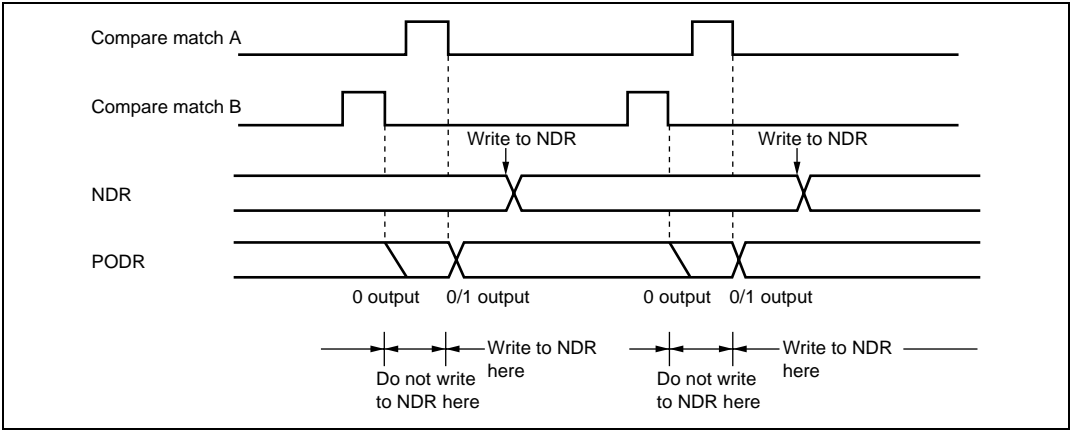 Compare match A
Compare match B
Write to NDR
Write to NDR
NDR
PODR
0 output
0/1 output
0 output
0/1 output
Write to NDR
here
Do not write
to NDR here
Write to NDR
here
Do not write
to NDR here